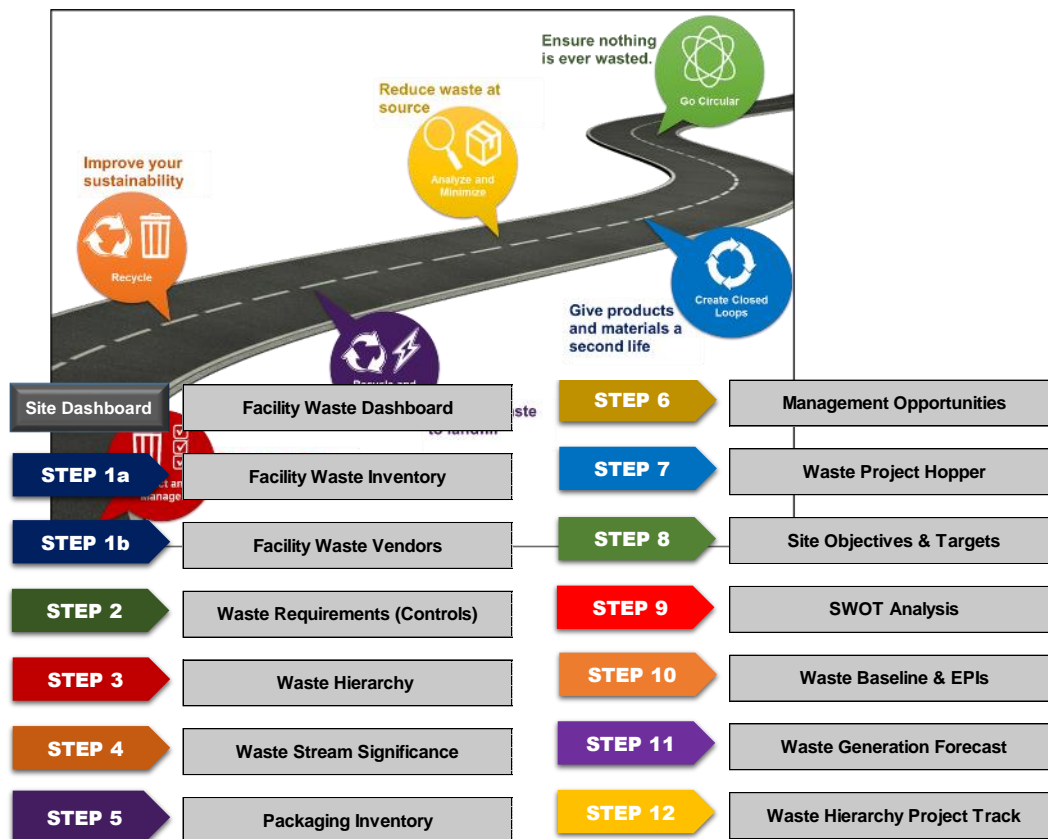 Ensure nothing
is ever wasted.
Go Circular
Reduce waste at
source
Analyze and
Minimize
Improve your
sustainability
Recycle
Create Closed
Loops
Give products
and materials a
second life
Recycle and
Site Dashboard
Facility Waste Dashboard
Manage
STEP 1a
Facility Waste Inventory
STEP 1b
Facility Waste Vendors
STEP 2
Waste Requirements (Controls)
STEP 3
Waste Hierarchy
STEP 4
Waste Stream Significance
STEP 5
Packaging Inventory
STEP 6
Management Opportunities
STEP 7
Waste Project Hopper
STEP 8
Site Objectives & Targets
STEP 9
SWOT Analysis
STEP 10
Waste Baseline & EPIs
STEP 11
Waste Generation Forecast
STEP 12
Waste Hierarchy Project Track